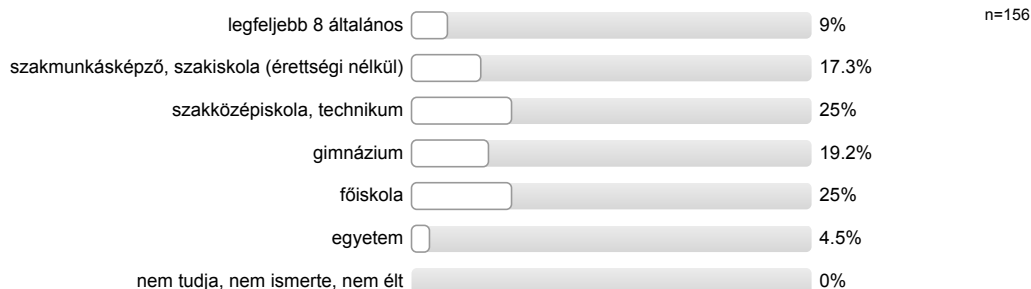 legfeljebb 8 általános 9% n=156
szakmunkásképző, szakiskola (érettségi nélkül) 17.3%
szakközépiskola, technikum 25%
gimnázium 19.2%
főiskola 25%
egyetem 4.5%
nem tudja, nem ismerte, nem élt 0%